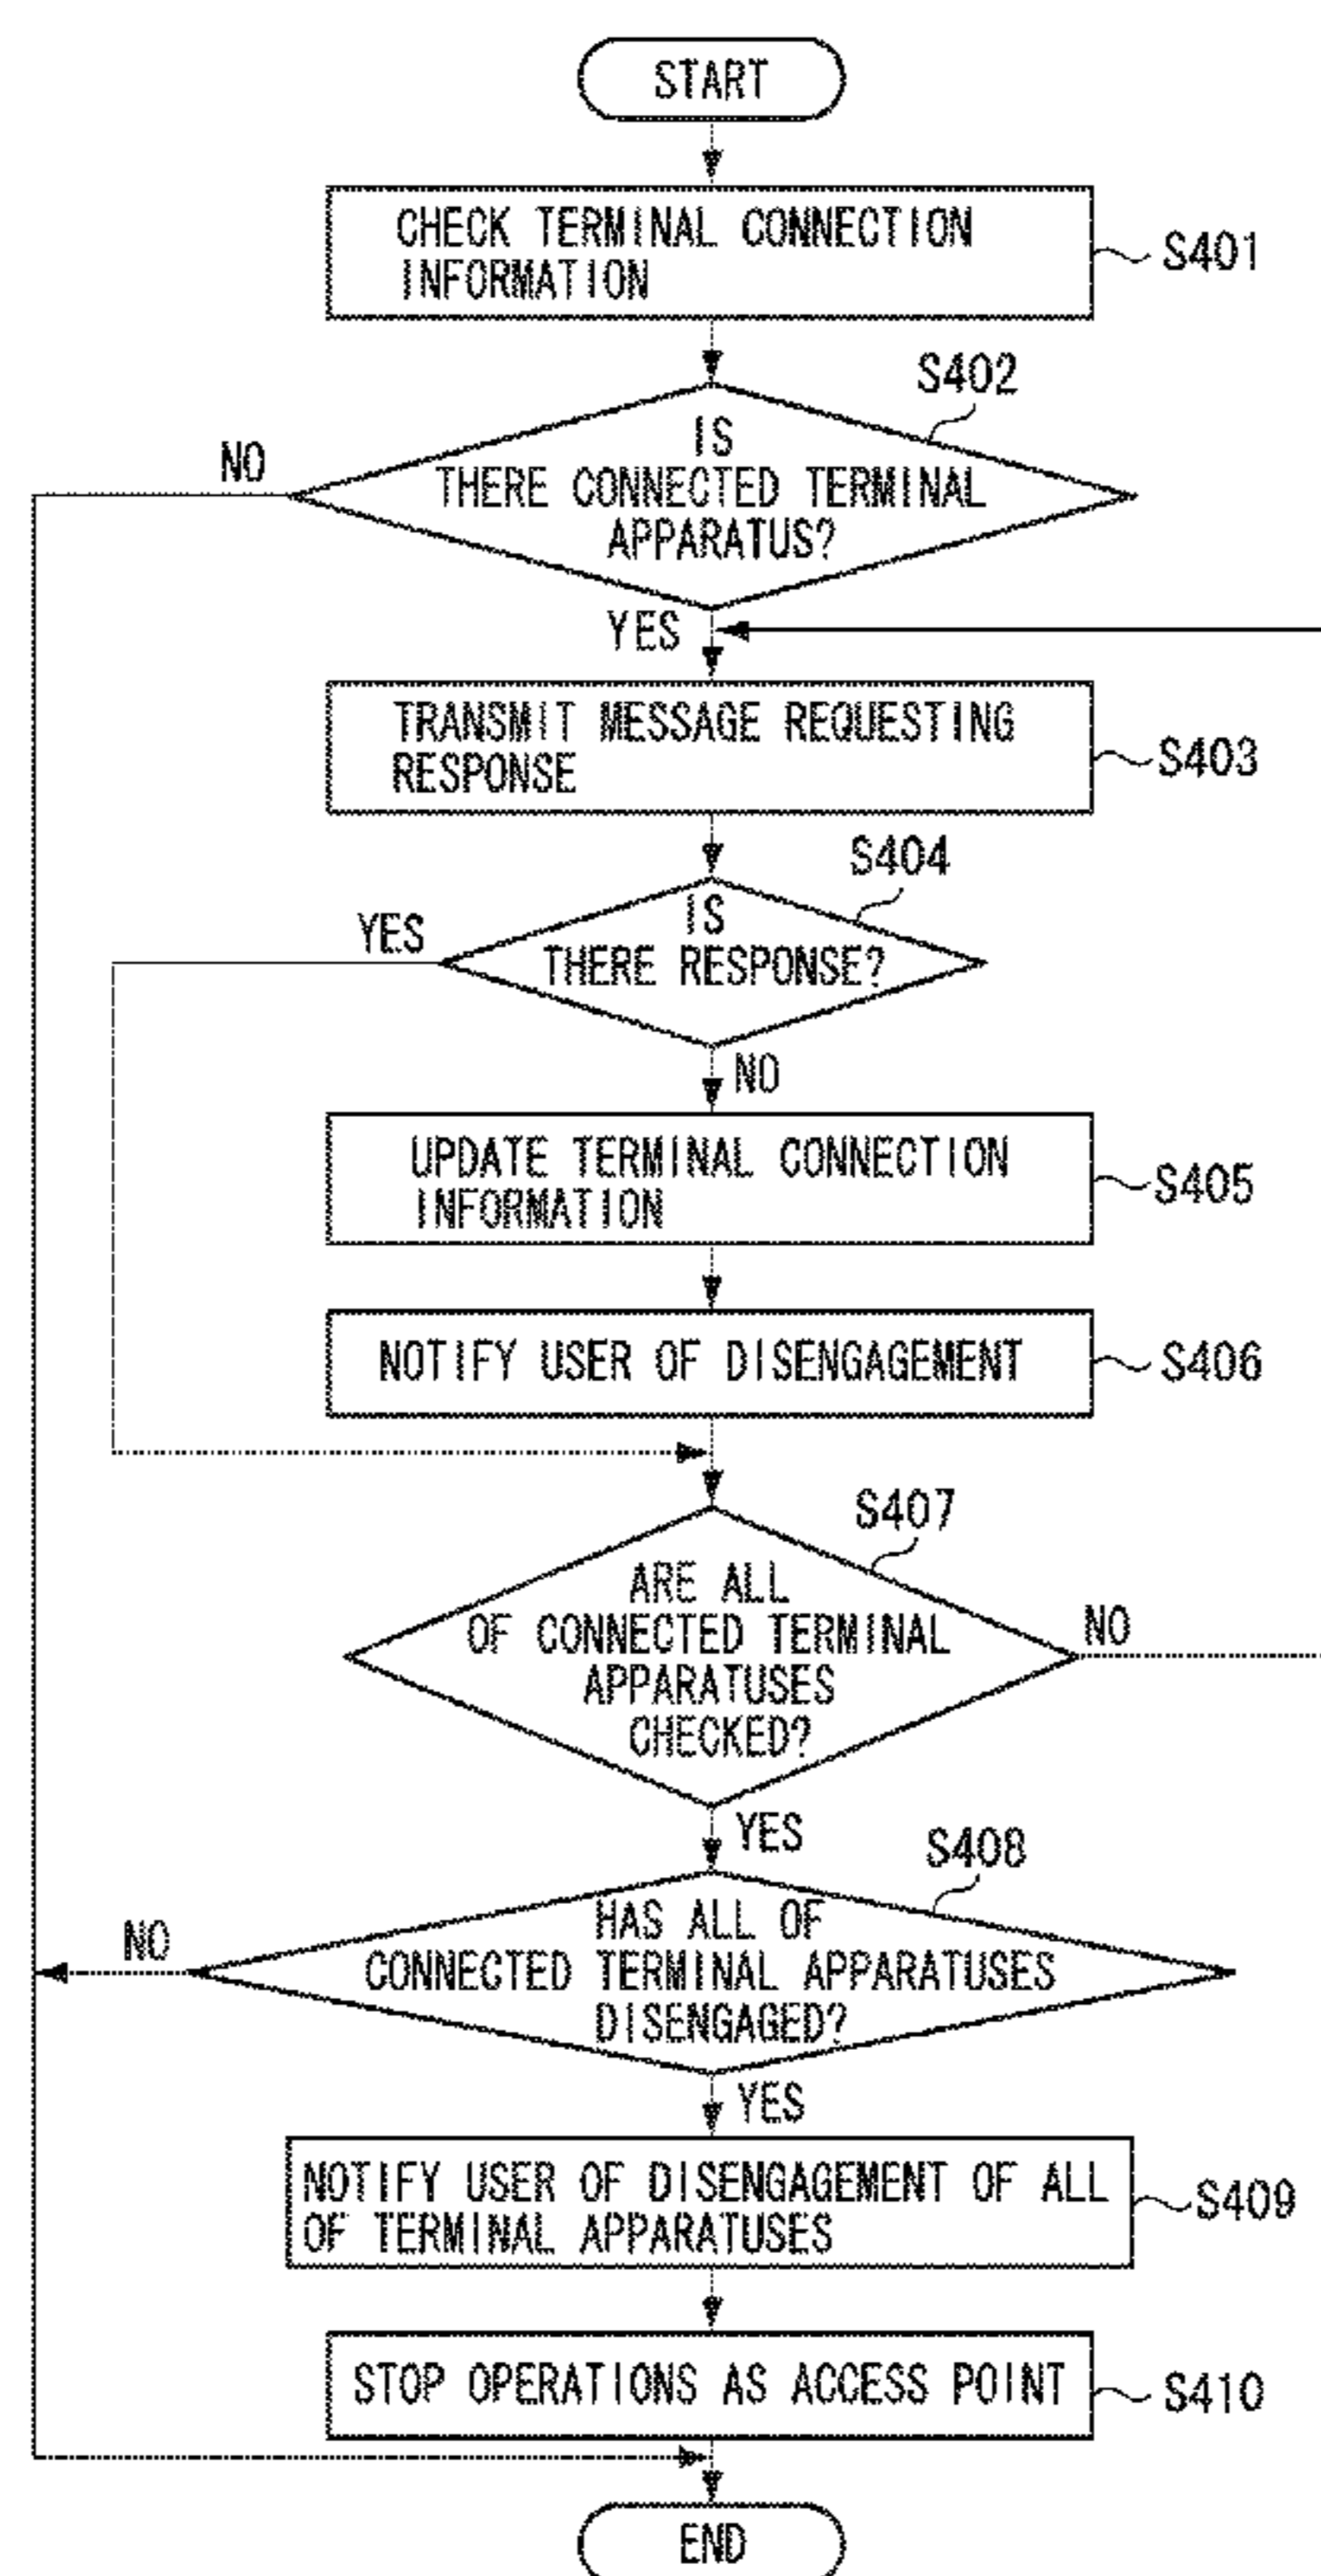 START
CHECK TERMINAL CONNECTION
INFORMATION
S401
S402
IS
THERE CONNECTED TERMINAL
APPARATUS?
NO
YES
TRANSMIT MESSAGE REQUESTING
RESPONSE
S403
S404
IS
THERE RESPONSE?
YES
NO
UPDATE TERMINAL CONNECTION
INFORMATION
S405
NOTIFY USER OF DISENGAGEMENT
S406
S407
ARE ALL
OF CONNECTED TERMINAL
APPARATUSES
CHECKED?
NO
YES
S408
HAS ALL OF
CONNECTED TERMINAL APPARATUSES
DISENGAGED?
NO
YES
NOTIFY USER OF DISENGAGEMENT OF ALL
OF TERMINAL APPARATUSES
S409
STOP OPERATIONS AS ACCESS POINT
S410
END